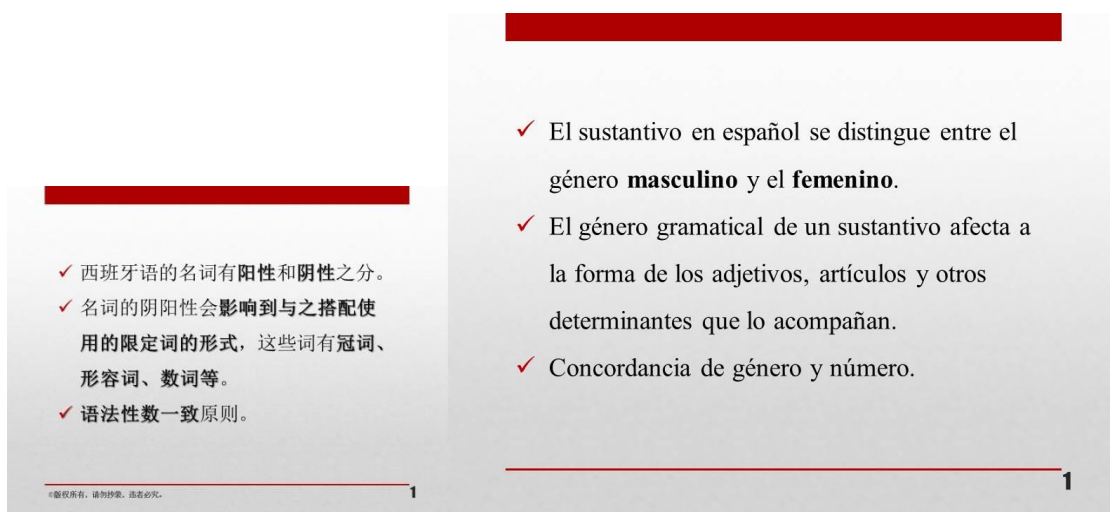 西班牙语的名词有阳性和阴性之分。
名词的阴阳性会影响到与之搭配使
用的限定词的形式，这些词有冠词、
形容词、数词等。
语法性数一致原则。
©版权所有，请勿抄袭，违者必究。
1
El sustantivo en español se distingue entre el
género masculino y el femenino.
El género gramatical de un sustantivo afecta a
la forma de los adjetivos, artículos y otros
determinantes que lo acompañan.
Concordancia de género y número.
1